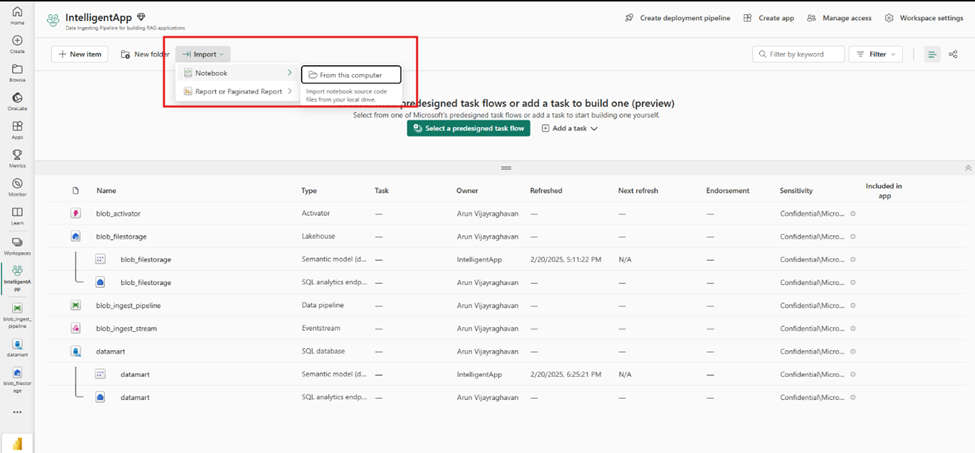 IntelligentApp
Data Ingesting Pipeline for building RAG applications
Create deployment pipeline
Create app
Manage access
Workspace settings
Home
Create
Browse
OneLake
Apps
Metrics
Monitor
Learn
Workspaces
IntelligentA
pp
blob_ingest_
pipeline
datamart
blob_filestor
age
...
+ New item
New folder
Import
Filter by keyword
Filter
Notebook
Report or Paginated Report
From this computer
Import notebook source code
files from your local drive.
predesigned task flows or add a task to build one (preview)
Select from one of Microsoft's predesigned task flows or add a task to start building one yourself.
Select a predesigned task flow
Add a task
Name Type Task Owner Refreshed Next refresh Endorsement Sensitivity Included in
app
blob_activator Activator — Arun Vijayraghavan — — — Confidential\Micro...
blob_filestorage Lakehouse — Arun Vijayraghavan — — — Confidential\Micro...
blob_filestorage Semantic model (d... — IntelligentApp 2/20/2025, 5:11:22 PM N/A — Confidential\Micro...
blob_filestorage SQL analytics endp... — Arun Vijayraghavan — — — Confidential\Micro...
blob_ingest_pipeline Data pipeline — Arun Vijayraghavan — — — Confidential\Micro...
blob_ingest_stream Eventstream — Arun Vijayraghavan — — — Confidential\Micro...
datamart SQL database — Arun Vijayraghavan — — — Confidential\Micro...
datamart Semantic model (d... — IntelligentApp 2/20/2025, 6:25:21 PM N/A — Confidential\Micro...
datamart SQL analytics endp... — Arun Vijayraghavan — — — Confidential\Micro...